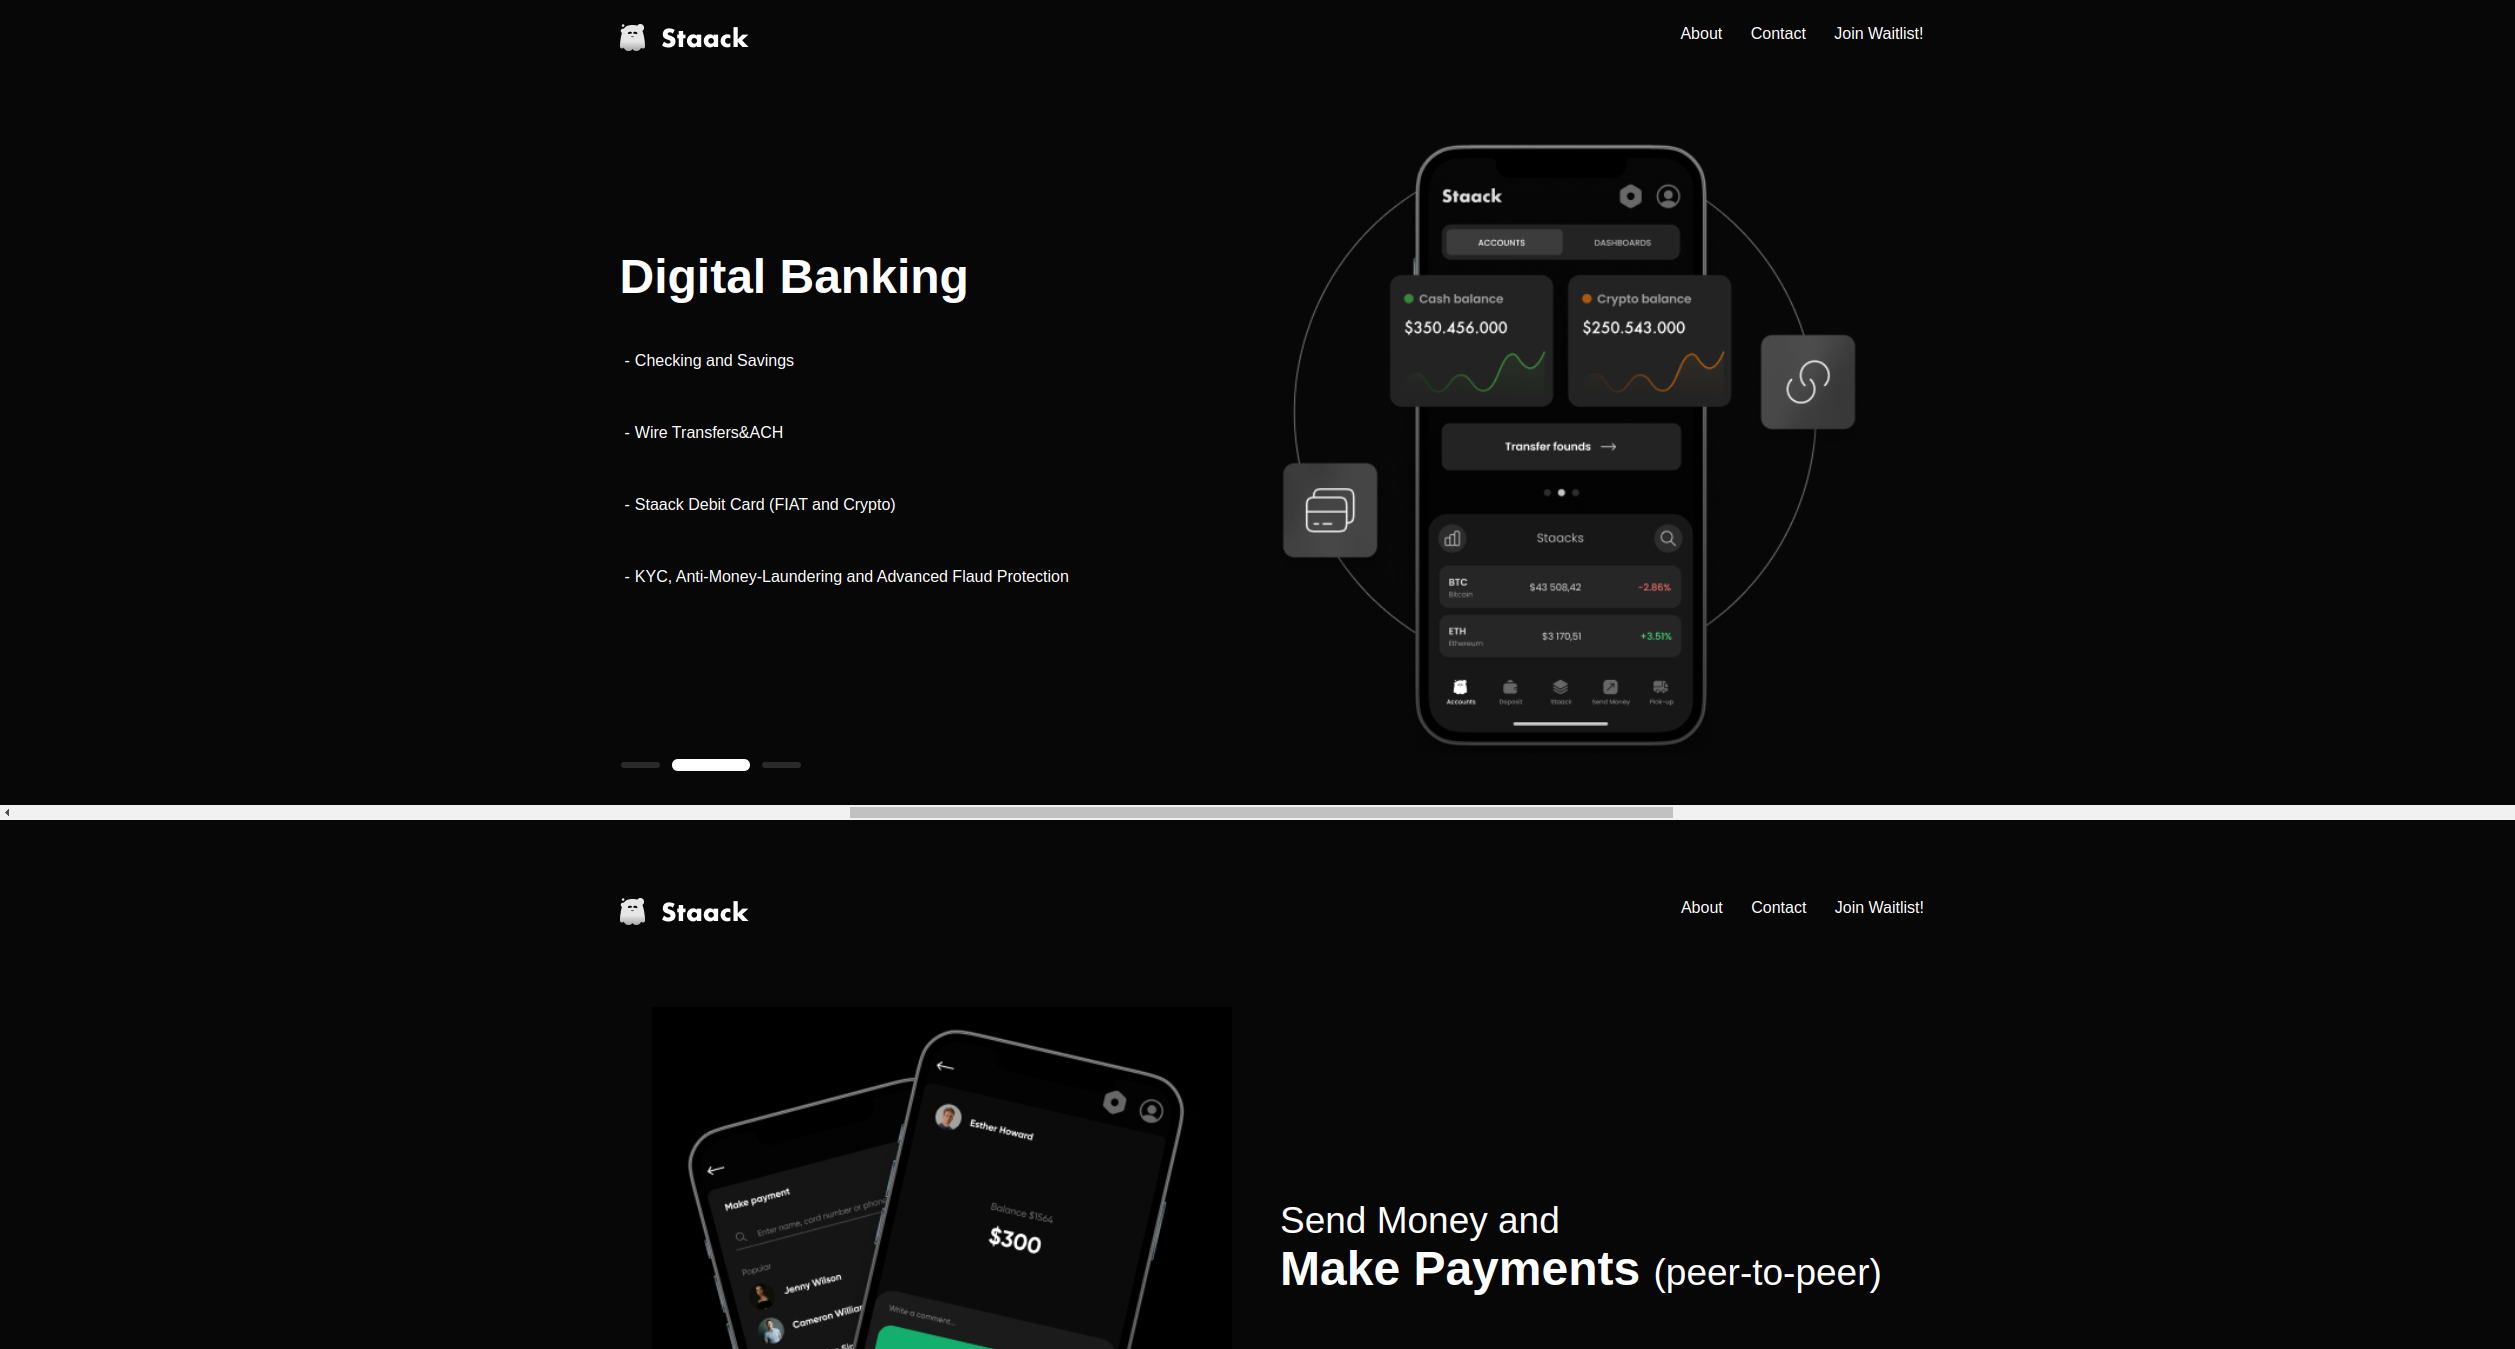 Staack
About Contact Join Waitlist!
Digital Banking
- Checking and Savings
- Wire Transfers&ACH
- Staack Debit Card (FIAT and Crypto)
- KYC, Anti-Money-Laundering and Advanced Flaud Protection
Staack
ACCOUNTS DASHBOARDS
Cash balance
$350.456.000
Crypto balance
$250.543.000
Transfer founds
Staacks
BTC
Bitcoin
$43 508,42
-2.86%
ETH
Ethereum
$3 170,51
+3.51%
Accounts Deposit Staack Send Money Pick-up
Staack
About Contact Join Waitlist!
Make payment
Enter name, card number or phone
Popular
Jenny Wilson
Cameron William
Esther Howard
Balance $1564
$300
Write a comment...
Send Money and
Make Payments (peer-to-peer)